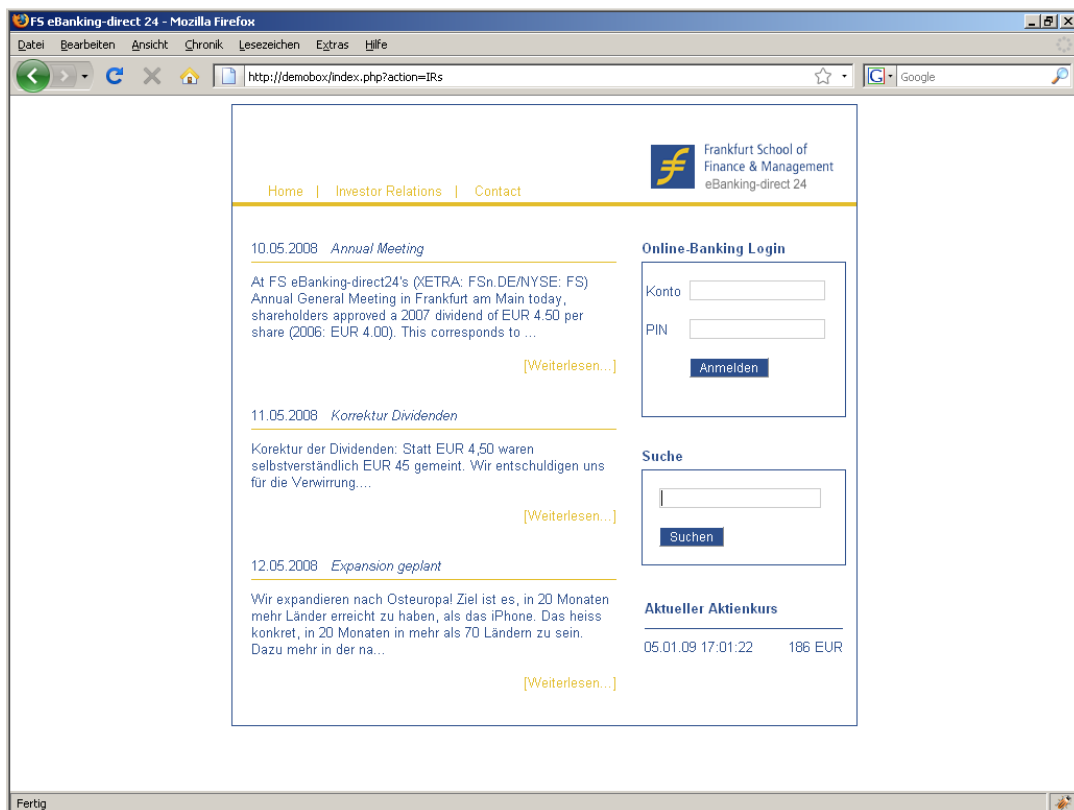 FS eBanking-direct 24 - Mozilla Firefox
Datei Bearbeiten Ansicht Chronik Lesezeichen Extras Hilfe
http://demobox/index.php?action=IRs
G Google
Frankfurt School of
Finance & Management
eBanking-direct 24
Home | Investor Relations | Contact
10.05.2008 Annual Meeting
At FS eBanking-direct24's (XETRA: FSn.DE/NYSE: FS)
Annual General Meeting in Frankfurt am Main today,
shareholders approved a 2007 dividend of EUR 4.50 per
share (2006: EUR 4.00). This corresponds to ...
[Weiterlesen...]
11.05.2008 Korrektur Dividenden
Korektur der Dividenden: Statt EUR 4,50 waren
selbstverständlich EUR 45 gemeint. Wir entschuldigen uns
für die Verwirrung....
[Weiterlesen...]
12.05.2008 Expansion geplant
Wir expandieren nach Osteuropa! Ziel ist es, in 20 Monaten
mehr Länder erreicht zu haben, als das iPhone. Das heiss
konkret, in 20 Monaten in mehr als 70 Ländern zu sein.
Dazu mehr in der na...
[Weiterlesen...]
Online-Banking Login
Konto
PIN
Anmelden
Suche
Suchen
Aktueller Aktienkurs
05.01.09 17:01:22 186 EUR
Fertig